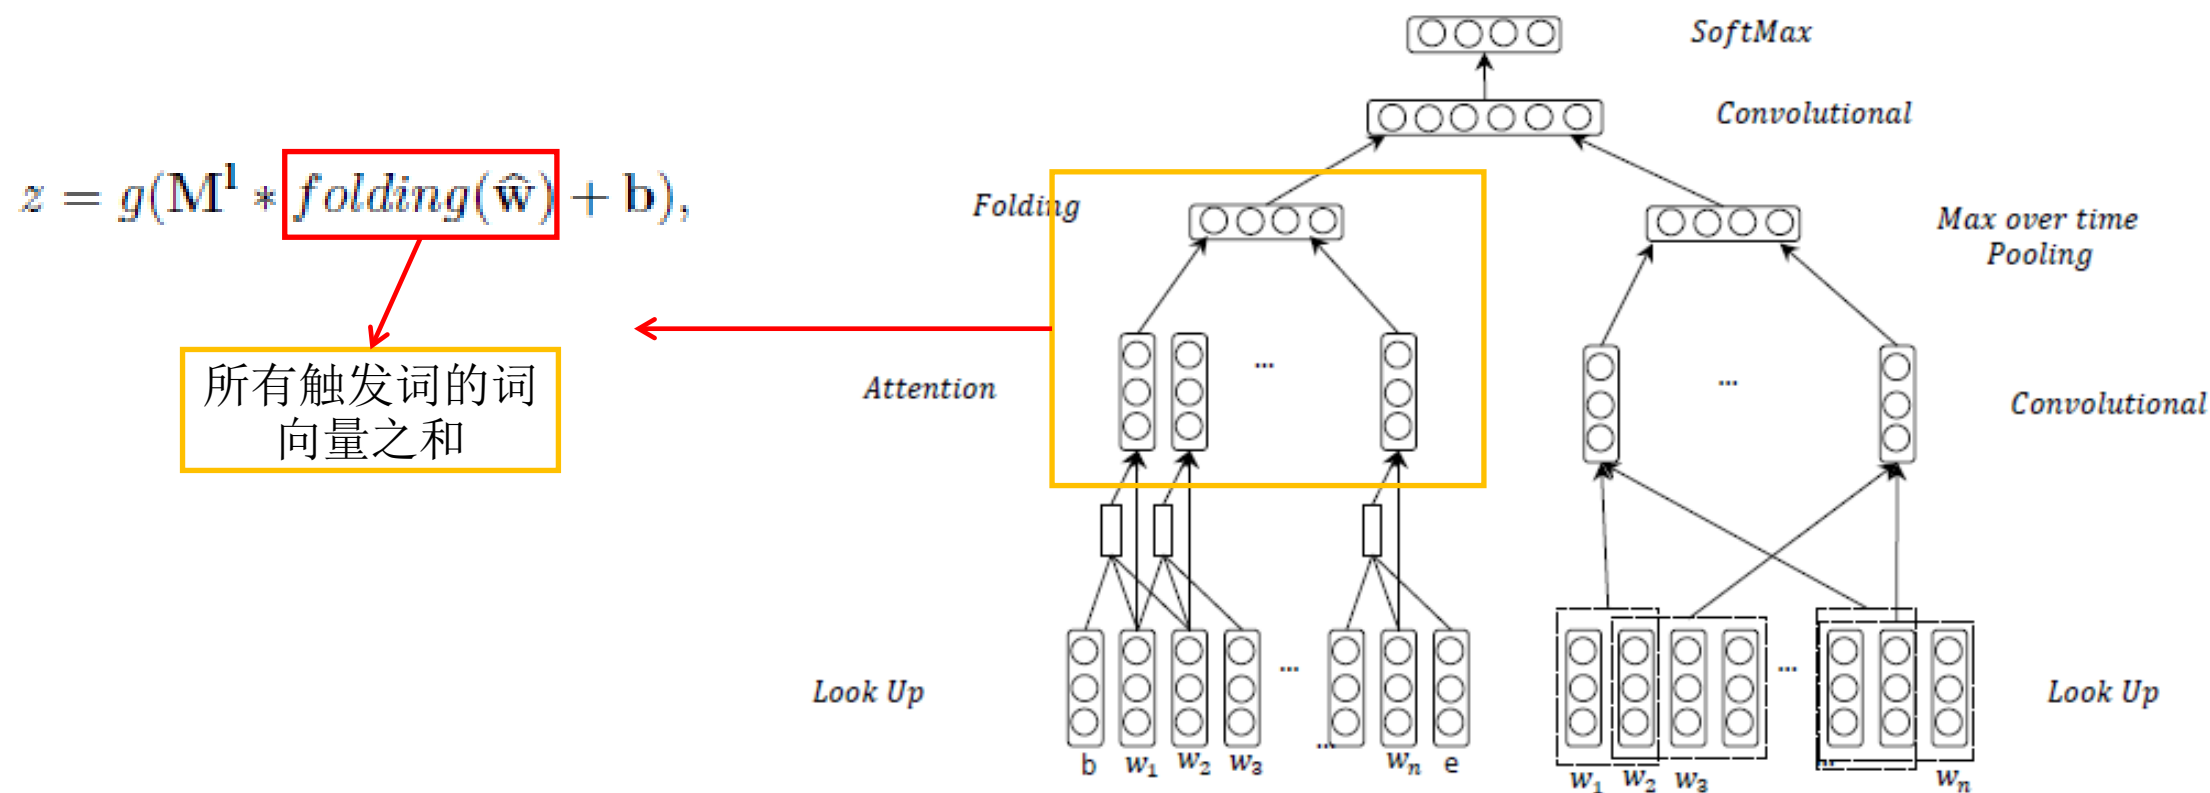 SoftMax
Convolutional
z = g(M¹ * folding(ŵ) + b),
Folding
Max over time
Pooling
所有触发词的词
向量之和
...
...
Attention
Convolutional
Look Up
...
...
Look Up
...
b w₁ w₂ w₃ wₙ e
...
w₁ w₂ w₃ wₙ